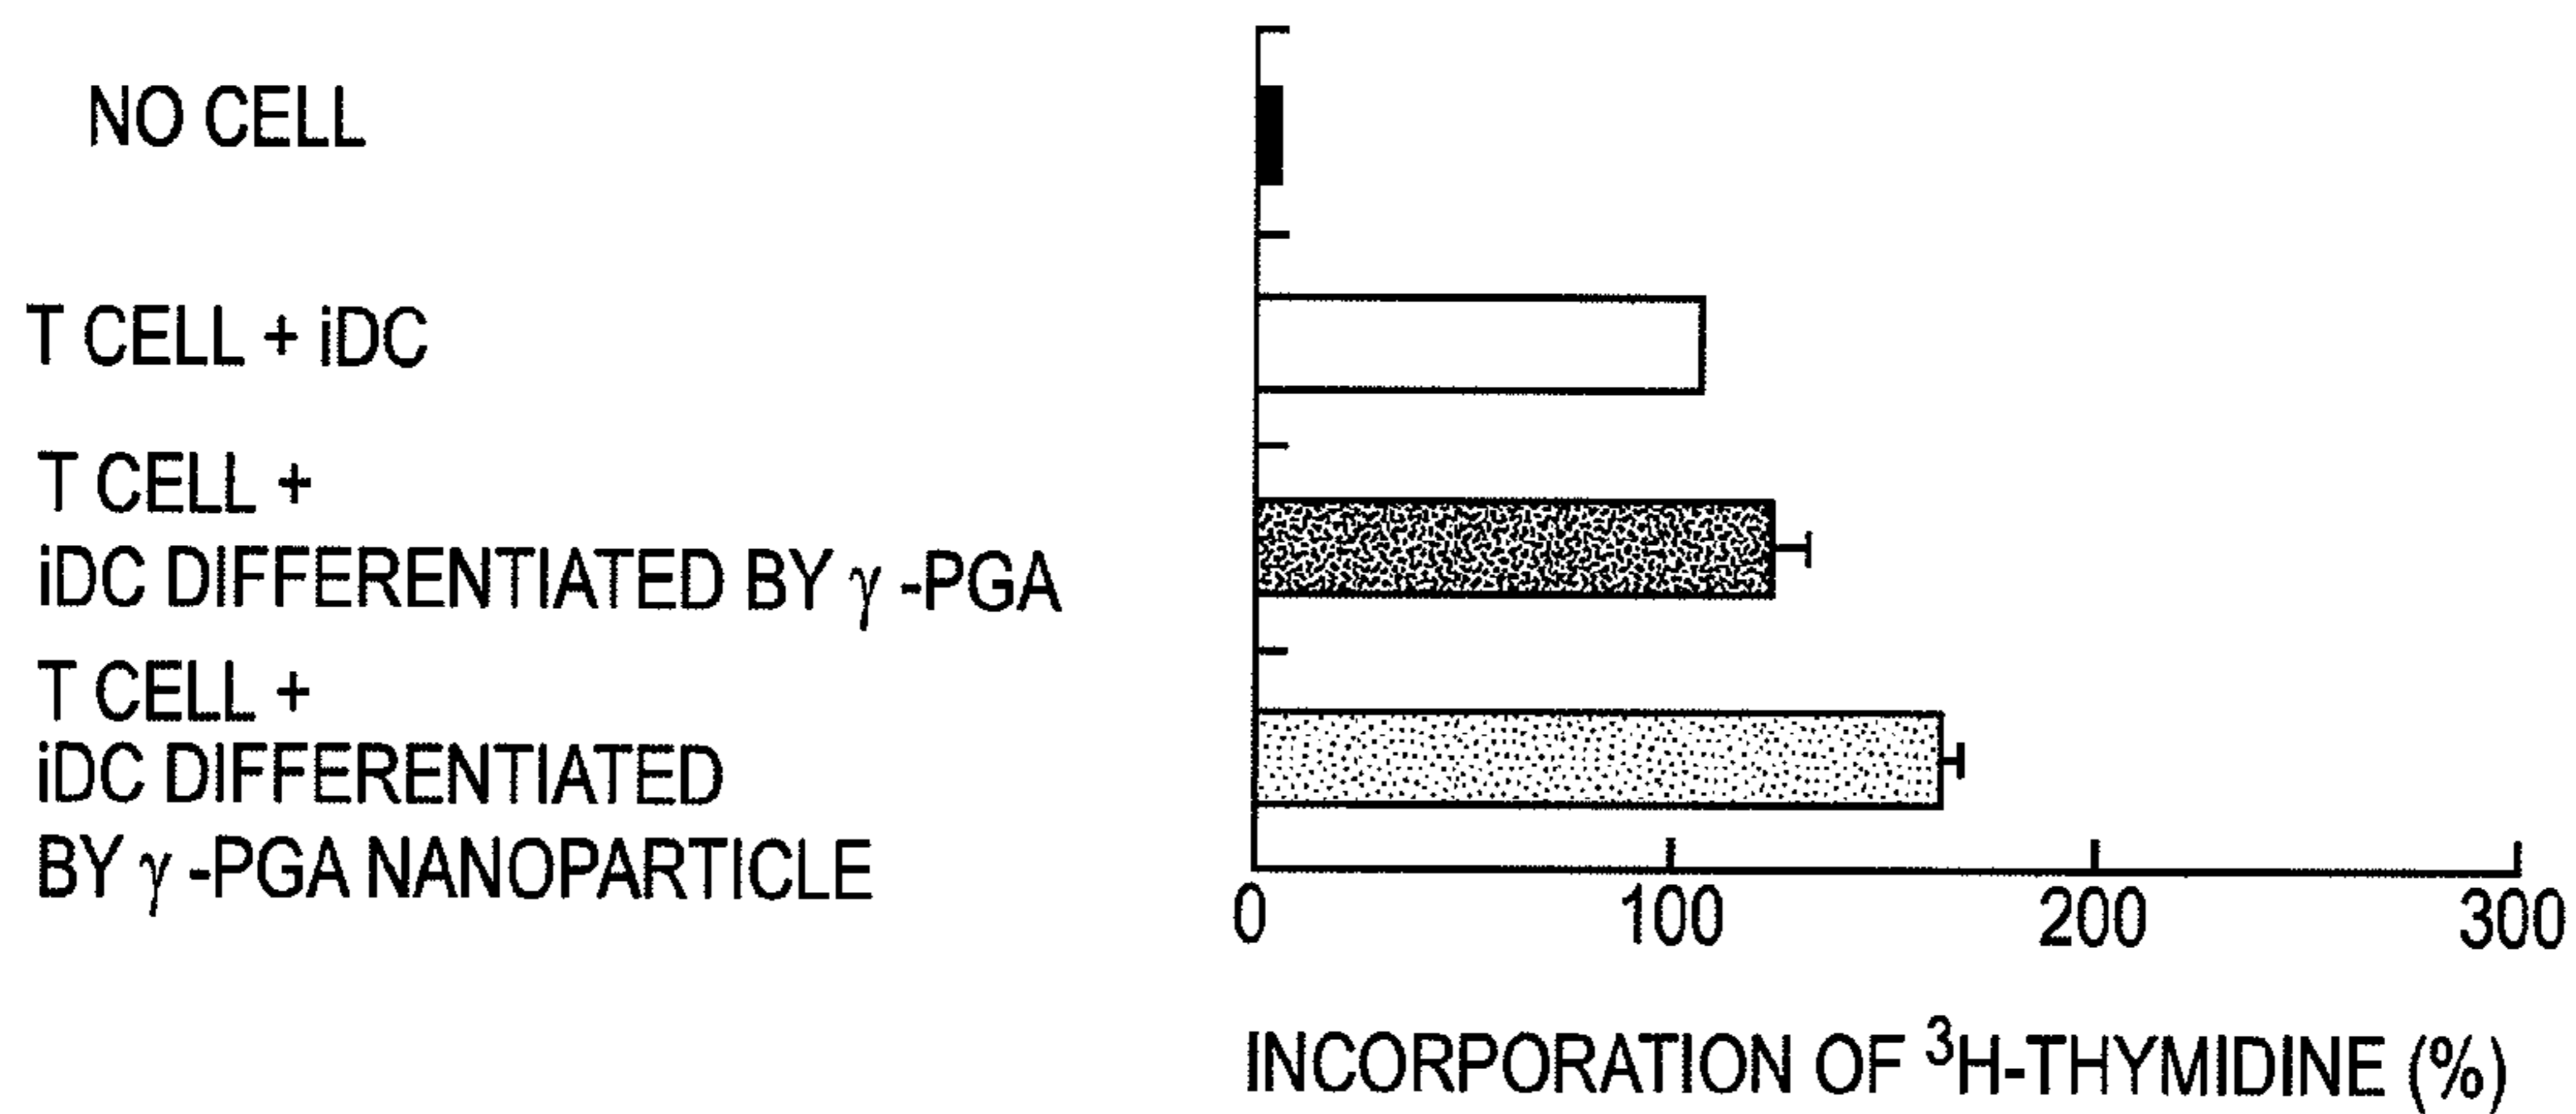 NO CELL
T CELL + iDC
T CELL +
iDC DIFFERENTIATED BY γ -PGA
T CELL +
iDC DIFFERENTIATED
BY γ -PGA NANOPARTICLE
0 100 200 300
INCORPORATION OF ³H-THYMIDINE (%)